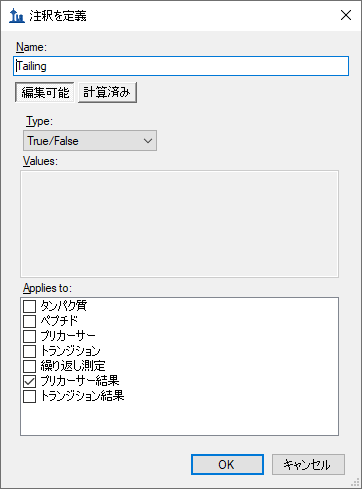 注釈を定義
Name:
Tailing
編集可能 計算済み
Type:
True/False
Values:
Applies to:
タンパク質
ペプチド
プリカーサー
トランジション
繰り返し測定
プリカーサー結果
トランジション結果
OK キャンセル